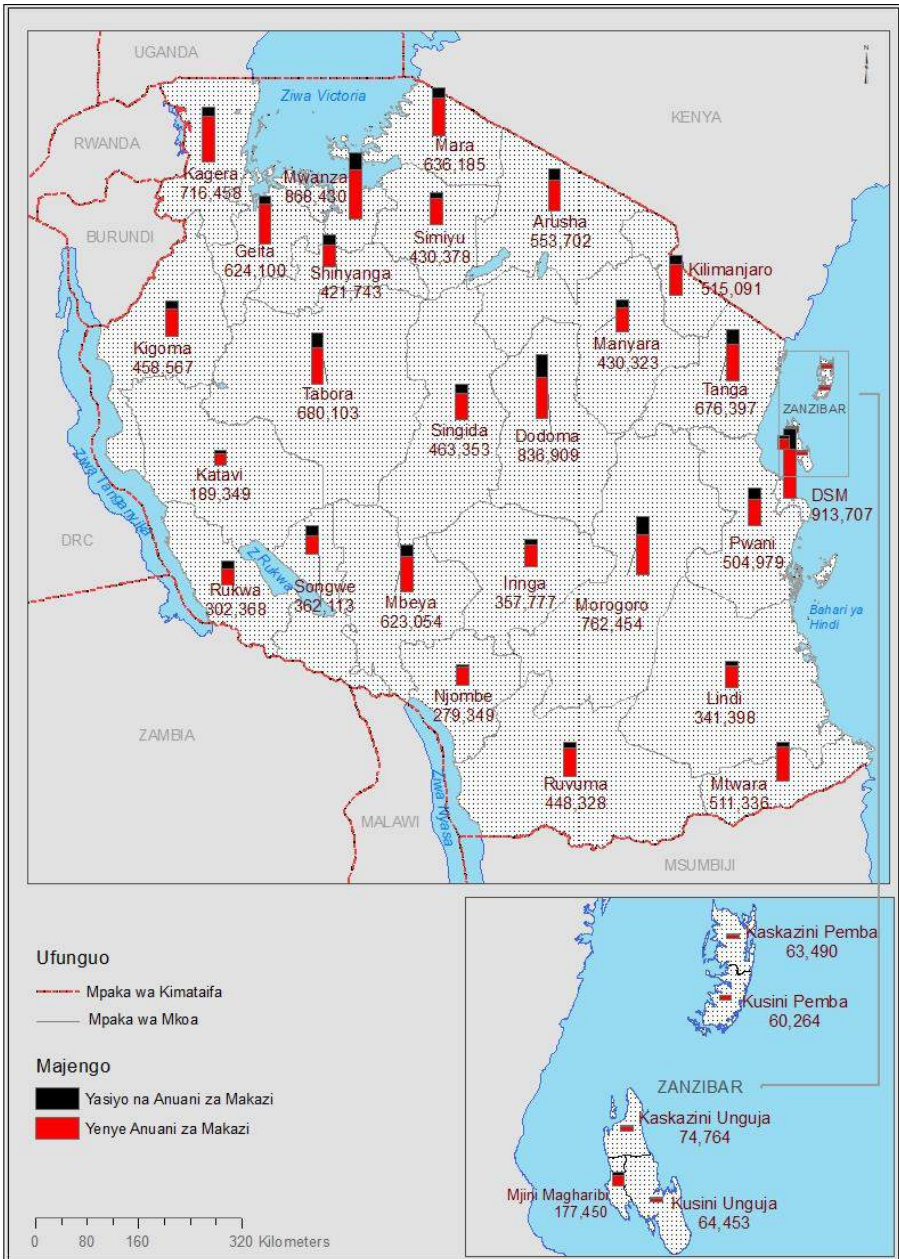 UGANDA
N
Ziwa Victoria
KENYA
RWANDA
Mara
636,185
Kagera
716,458
Mwanza
868,430
BURUNDI
Simiyu
430,378
Arusha
553,702
Geita
624,100
Shinyanga
421,743
Kilimanjaro
515,091
Kigoma
458,567
Manyara
430,323
Tabora
680,103
Tanga
676,397
Singida
463,353
Dodoma
836,909
ZANZIBAR
Katavi
189,349
Ziwa Tanganyika
DSM
913,707
DRC
Pwani
504,979
Z.Rukwa
Rukwa
302,368
Songwe
362,113
Mbeya
623,054
Iringa
357,777
Morogoro
762,454
Bahari ya
Hindi
Njombe
279,349
Lindi
341,398
ZAMBIA
Ruvuma
448,328
Mtwara
511,336
MALAWI
Ziwa Nyasa
MSUMBIJI
Kaskazini Pemba
63,490
Kusini Pemba
60,264
ZANZIBAR
Kaskazini Unguja
74,764
Mjini Magharibi
177,450
Kusini Unguja
64,453
Ufunguo
Mpaka wa Kimataifa
Mpaka wa Mkoa
Majengo
Yasiyo na Anuani za Makazi
Yenye Anuani za Makazi
0 80 160 320 Kilometers